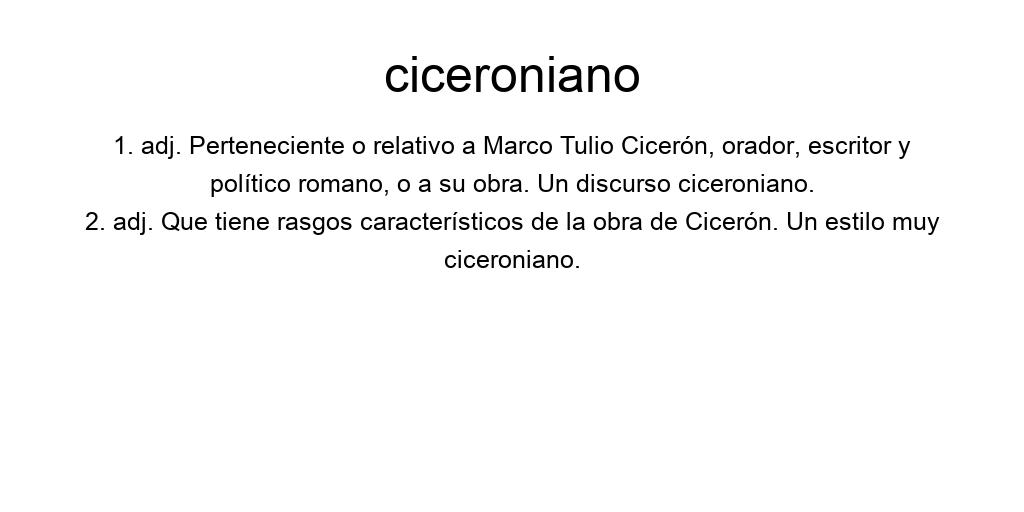 ciceroniano
1. adj. Perteneciente o relativo a Marco Tulio Cicerón, orador, escritor y
político romano, o a su obra. Un discurso ciceroniano.
2. adj. Que tiene rasgos característicos de la obra de Cicerón. Un estilo muy
ciceroniano.